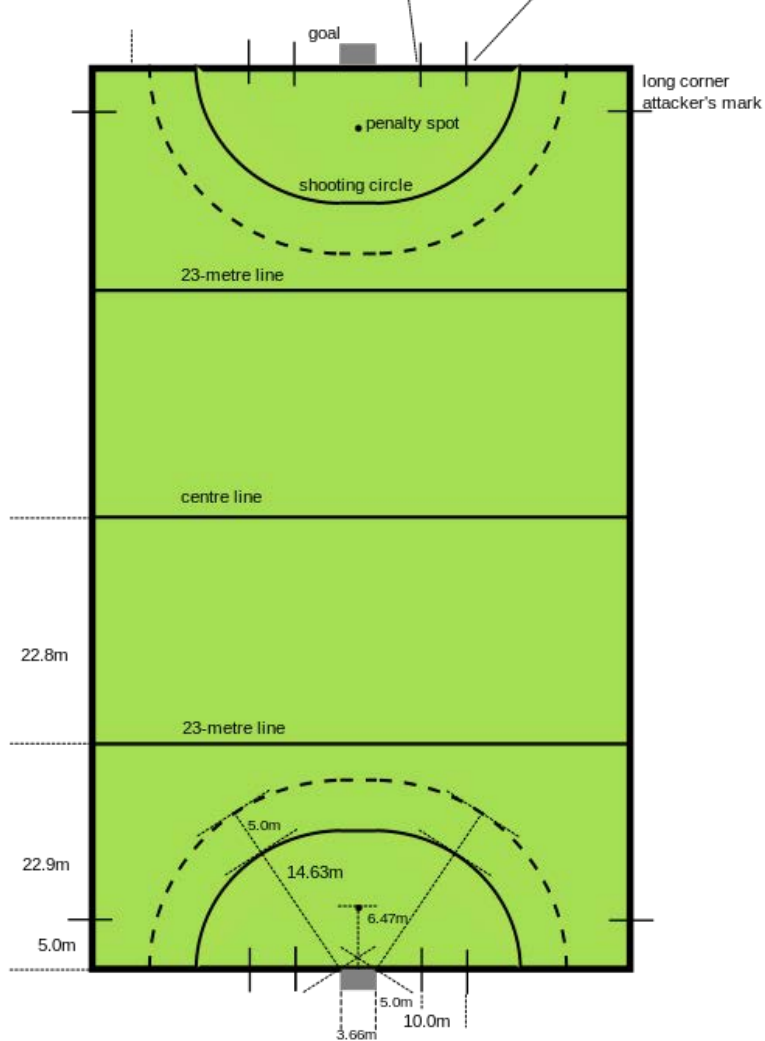 goal
long corner
attacker's mark
penalty spot
shooting circle
23-metre line
centre line
22.8m
23-metre line
5.0m
22.9m
14.63m
6.47m
5.0m
5.0m
10.0m
3.66m